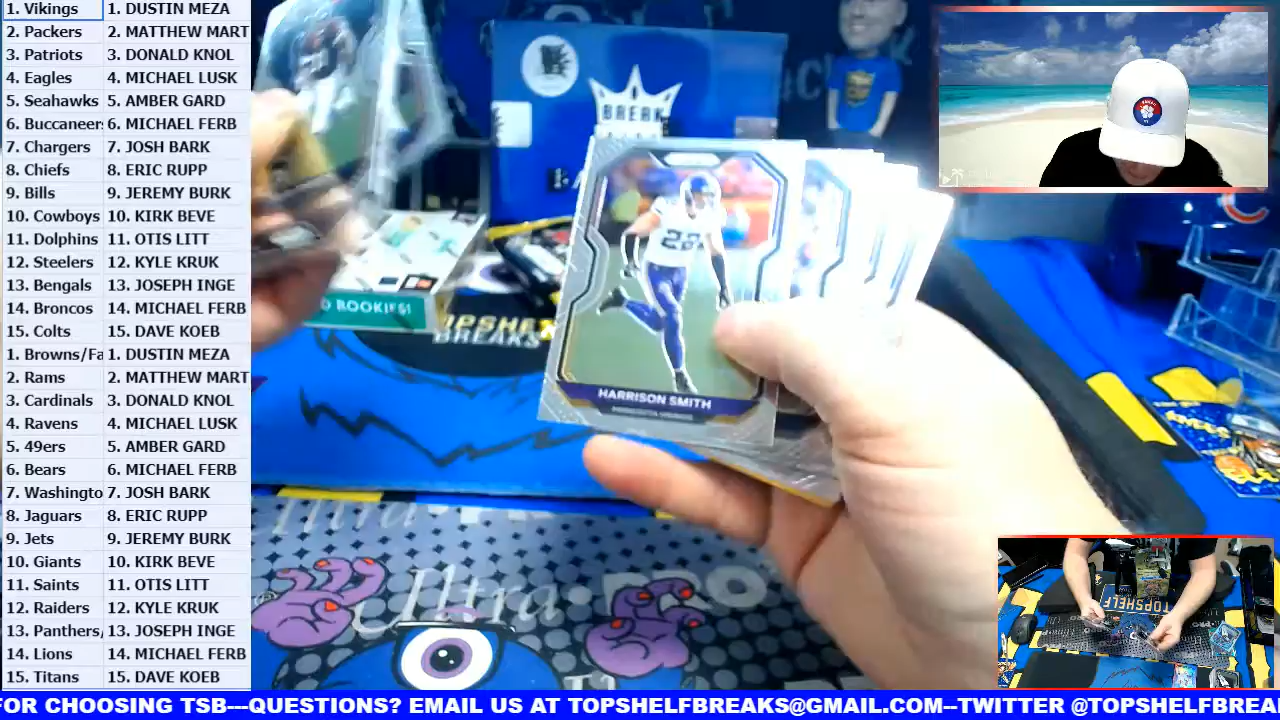 1. Vikings 1. DUSTIN MEZA
2. Packers 2. MATTHEW MART
3. Patriots 3. DONALD KNOL
4. Eagles 4. MICHAEL LUSK
5. Seahawks 5. AMBER GARD
6. Buccaneers 6. MICHAEL FERB
7. Chargers 7. JOSH BARK
8. Chiefs 8. ERIC RUPP
9. Bills 9. JEREMY BURK
10. Cowboys 10. KIRK BEVE
11. Dolphins 11. OTIS LITT
12. Steelers 12. KYLE KRUK
13. Bengals 13. JOSEPH INGE
14. Broncos 14. MICHAEL FERB
15. Colts 15. DAVE KOEB
1. Browns/Fa 1. DUSTIN MEZA
2. Rams 2. MATTHEW MART
3. Cardinals 3. DONALD KNOL
4. Ravens 4. MICHAEL LUSK
5. 49ers 5. AMBER GARD
6. Bears 6. MICHAEL FERB
7. Washingto 7. JOSH BARK
8. Jaguars 8. ERIC RUPP
9. Jets 9. JEREMY BURK
10. Giants 10. KIRK BEVE
11. Saints 11. OTIS LITT
12. Raiders 12. KYLE KRUK
13. Panthers/ 13. JOSEPH INGE
14. Lions 14. MICHAEL FERB
15. Titans 15. DAVE KOEB
BREAK
22
HARRISON SMITH
ROOKIES!
TOPSHELF
BREAKS
Ultra PRO
TOPSHELF
FOR CHOOSING TSB---QUESTIONS? EMAIL US AT TOPSHELFBREAKS@GMAIL.COM--TWITTER @TOPSHELFBREA